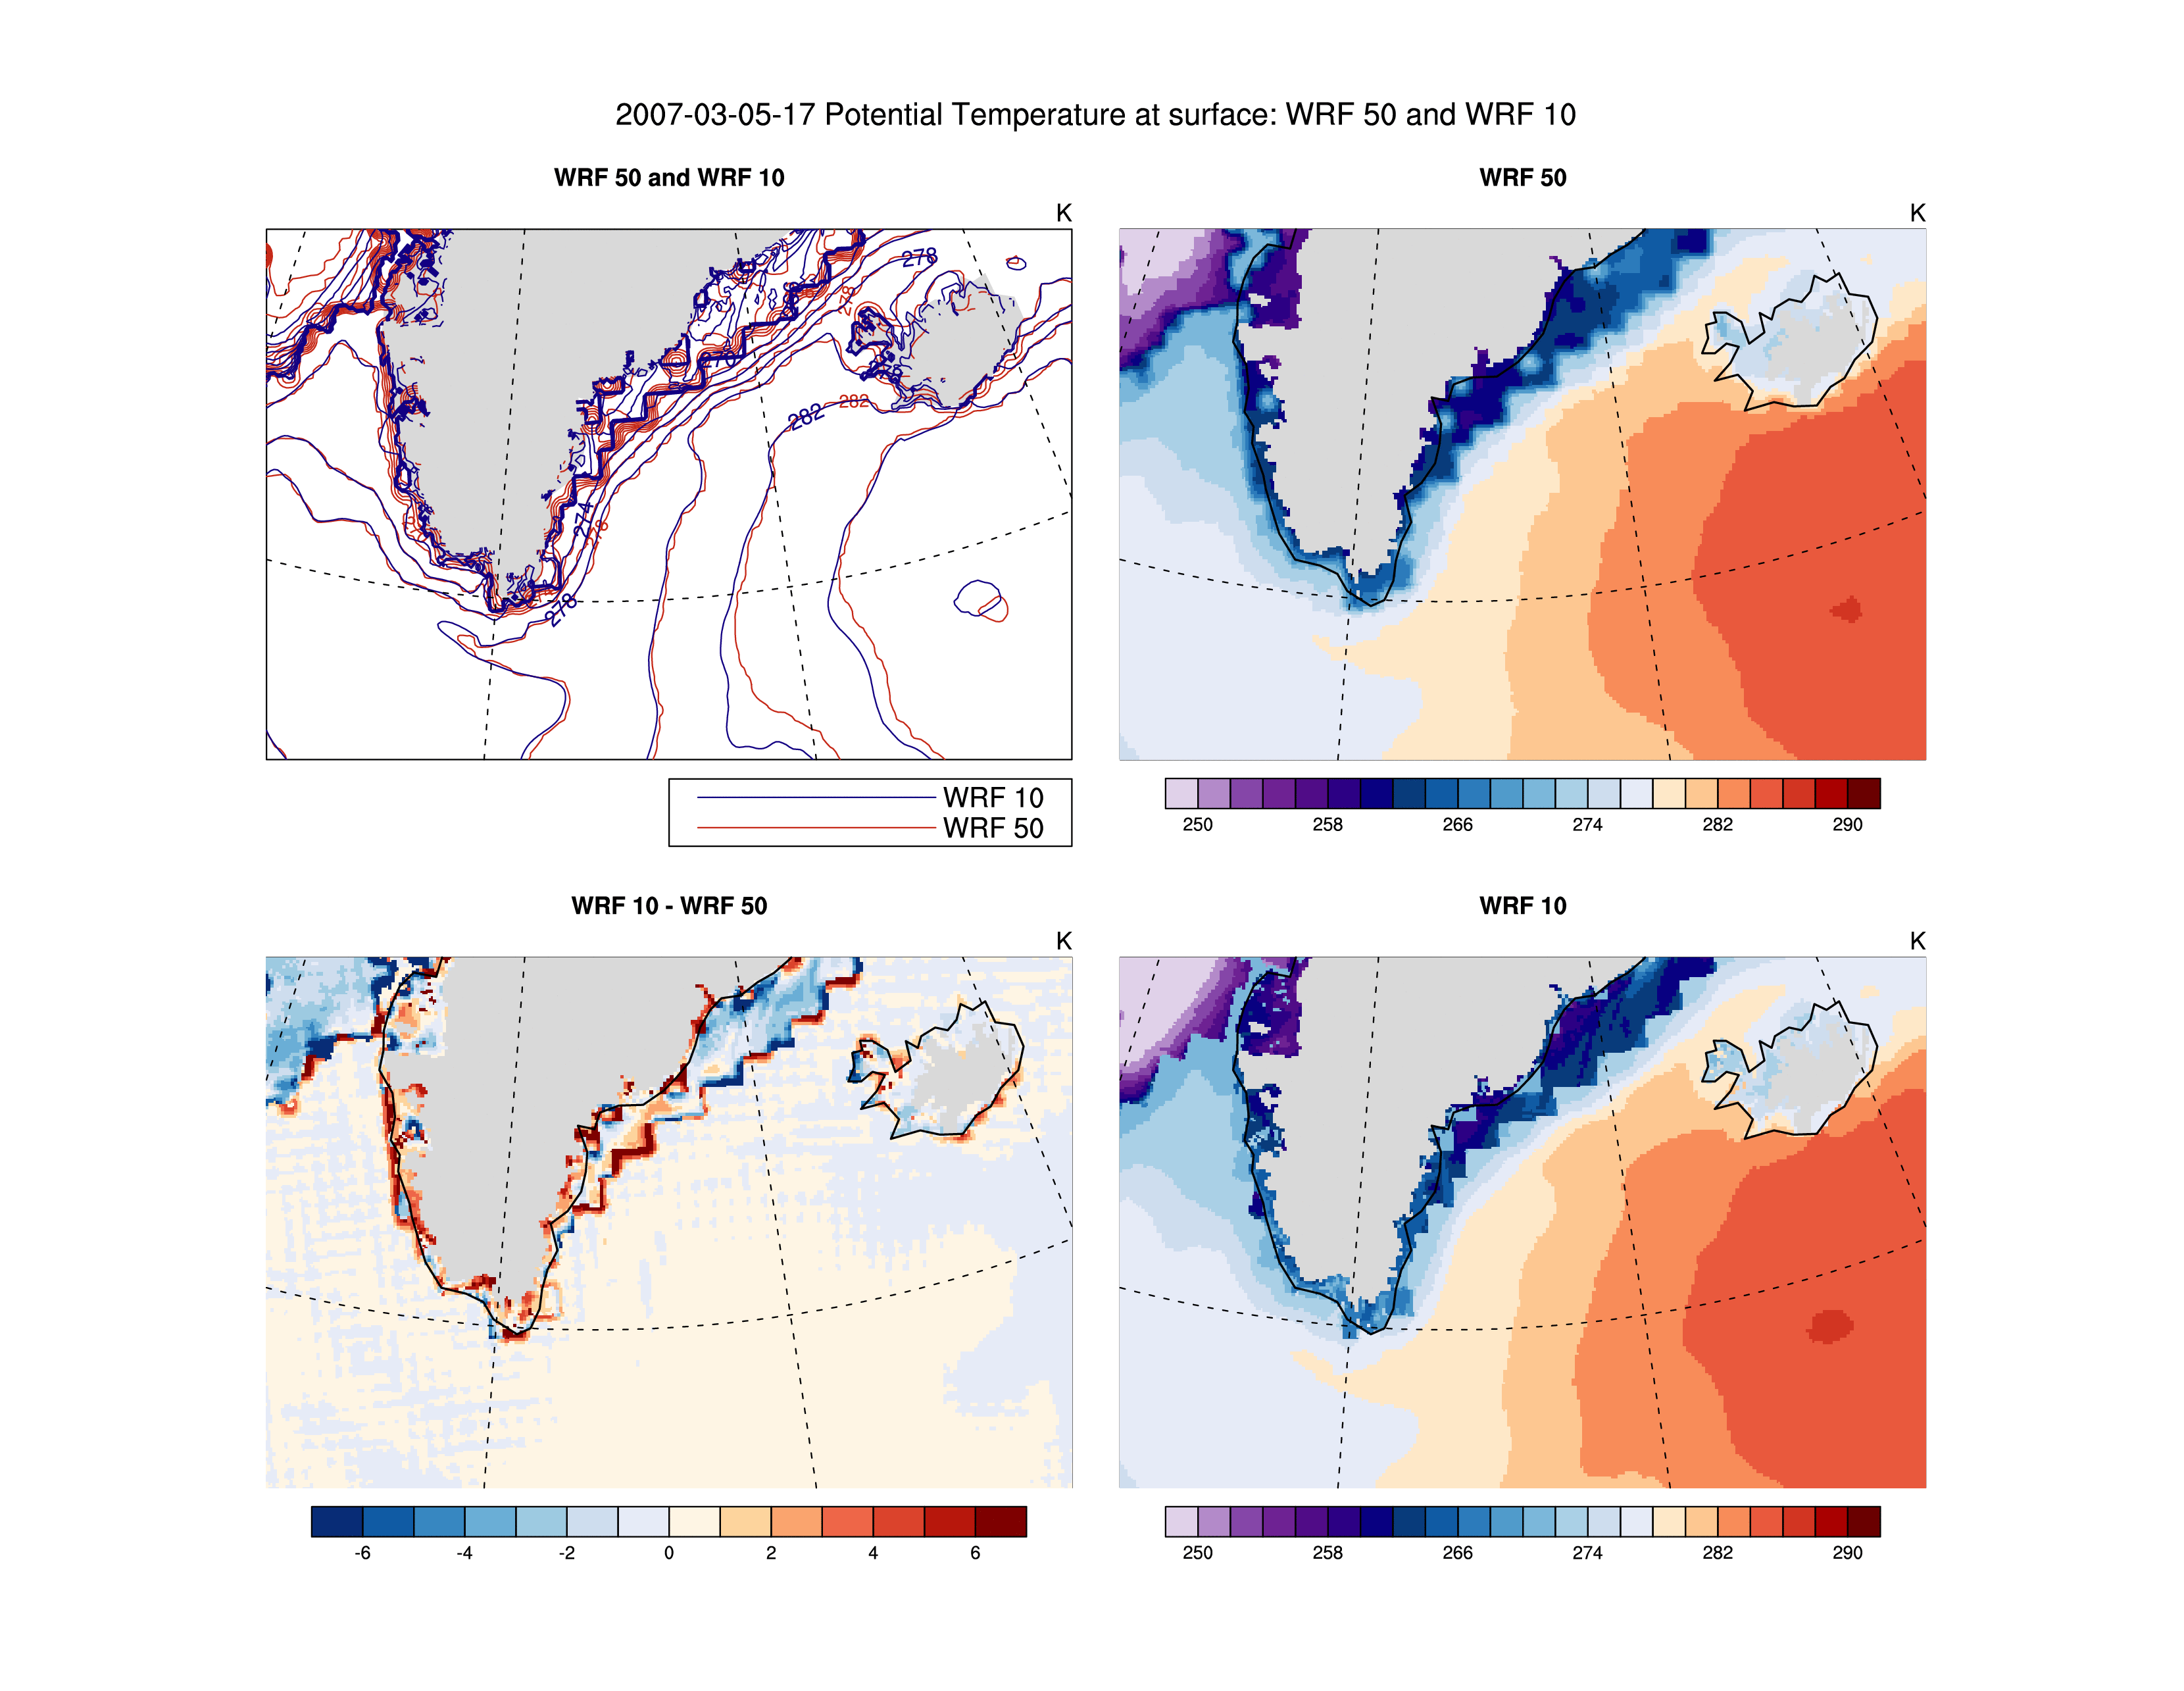 2007-03-05-17 Potential Temperature at surface: WRF 50 and WRF 10
WRF 50 and WRF 10
K
278
278
278
282
282
274
278
278
WRF 10
WRF 50
WRF 50
K
250 258 266 274 282 290
WRF 10 - WRF 50
K
-6 -4 -2 0 2 4 6
WRF 10
K
250 258 266 274 282 290